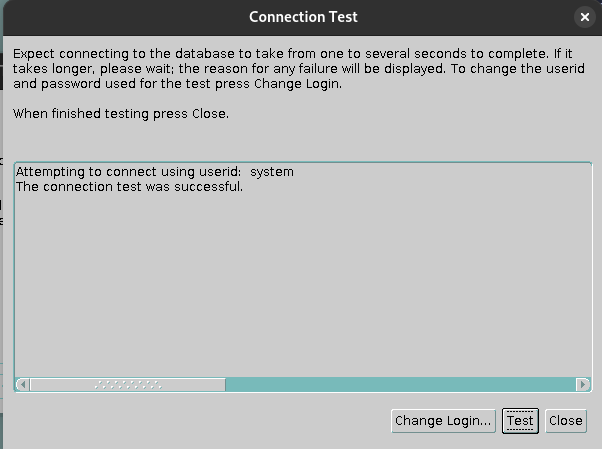 Connection Test
Expect connecting to the database to take from one to several seconds to complete. If it
takes longer, please wait; the reason for any failure will be displayed. To change the userid
and password used for the test press Change Login.
When finished testing press Close.
Attempting to connect using userid:  system
The connection test was successful.
Change Login... Test Close